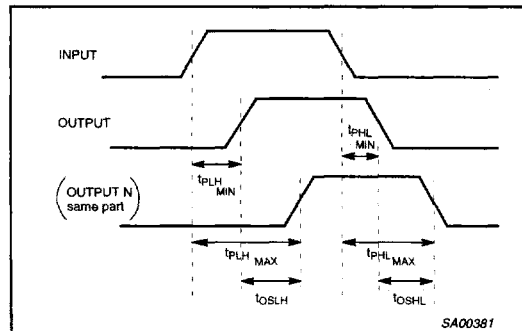 INPUT
OUTPUT
tPHL MIN
tPLH MIN
(OUTPUT N
same part)
tPLH MAX
tPHL MAX
tOSLH
tOSHL
SA00381